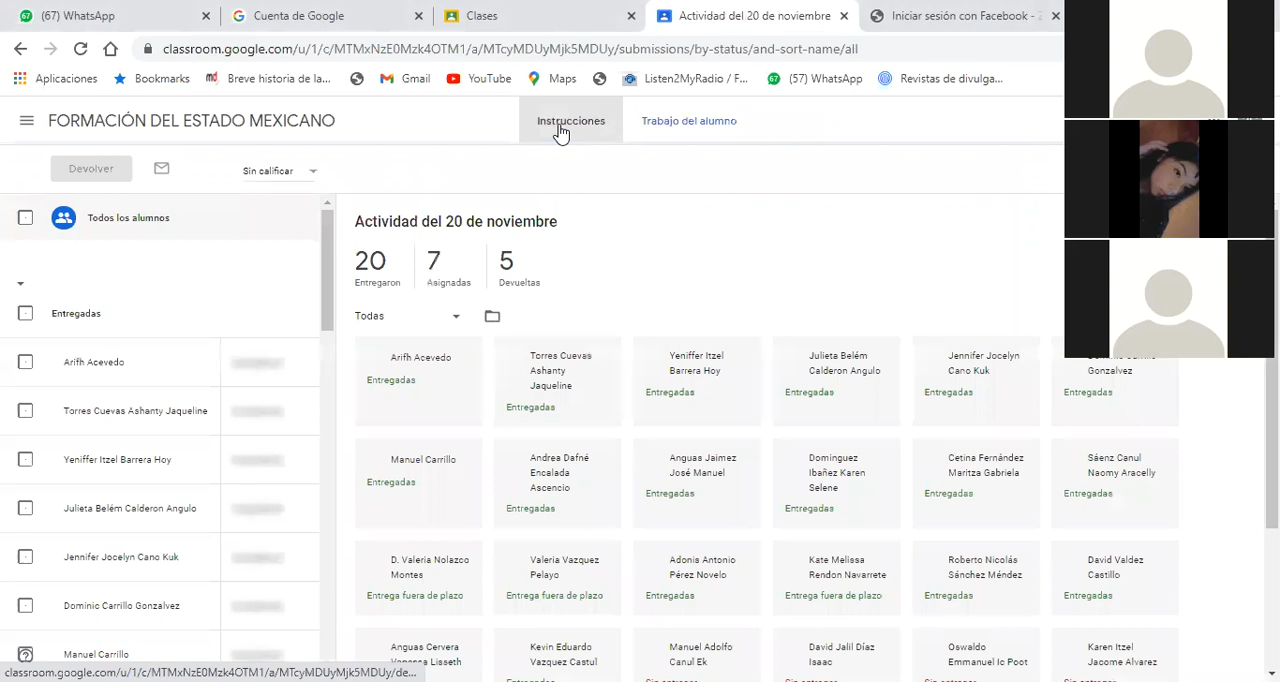 (67) WhatsApp
Cuenta de Google
Clases
Actividad del 20 de noviembre
Iniciar sesión con Facebook -
classroom.google.com/u/1/c/MTMxNzE0Mzk4OTM1/a/MTcyMDUyMjk5MDUy/submissions/by-status/and-sort-name/all
Aplicaciones
Bookmarks
Breve historia de la...
Gmail
YouTube
Maps
Listen2MyRadio / F...
(57) WhatsApp
Revistas de divulga...
FORMACIÓN DEL ESTADO MEXICANO
Instrucciones
Trabajo del alumno
Devolver
Sin calificar
Todos los alumnos
Entregadas
Arifh Acevedo
Torres Cuevas Ashanty Jaqueline
Yeniffer Itzel Barrera Hoy
Julieta Belém Calderon Angulo
Jennifer Jocelyn Cano Kuk
Dominic Carrillo Gonzalvez
Manuel Carrillo
Actividad del 20 de noviembre
20 7 5
Entregaron Asignadas Devueltas
Todas
Arifh Acevedo
Entregadas
Torres Cuevas
Ashanty
Jaqueline
Entregadas
Yeniffer Itzel
Barrera Hoy
Entregadas
Julieta Belém
Calderon Angulo
Entregadas
Jennifer Jocelyn
Cano Kuk
Entregadas
Gonzalvez
Entregadas
Manuel Carrillo
Entregadas
Andrea Dafné
Encalada
Ascencio
Entregadas
Anguas Jaimez
José Manuel
Entregadas
Dominguez
Ibañez Karen
Selene
Entregadas
Cetina Fernández
Maritza Gabriela
Entregadas
Sáenz Canul
Naomy Aracelly
Entregadas
D. Valeria Nolazco
Montes
Entrega fuera de plazo
Valeria Vazquez
Pelayo
Entrega fuera de plazo
Adonis Antonio
Pérez Novelo
Entregadas
Kate Melissa
Rendon Navarrete
Entrega fuera de plazo
Roberto Nicolás
Sánchez Méndez
Entregadas
David Valdez
Castillo
Entregadas
Anguas Cervera
Vanessa Lisseth
Kevin Eduardo
Vazquez Castul
Entregadas
Manuel Adolfo
Canul Ek
Sin entregar
David Jalil Díaz
Isaac
Oswaldo
Emmanuel Ic Poot
Sin entregar
Karen Itzel
Jacome Alvarez
Sin entregar
classroom.google.com/u/1/c/MTMxNzE0Mzk4OTM1/a/MTcyMDUyMjk5MDUy/de...